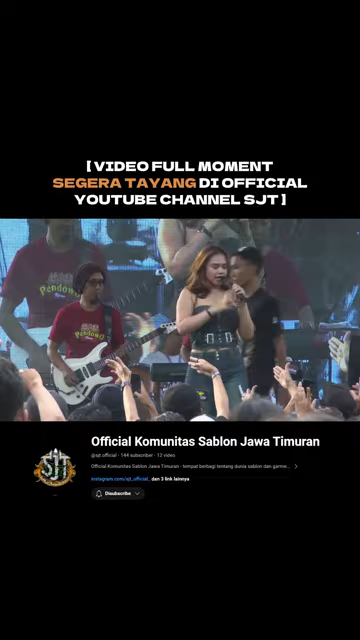 [ VIDEO FULL MOMENT
SEGERA TAYANG DI OFFICIAL
YOUTUBE CHANNEL SJT ]
Pendowo
Official Komunitas Sablon Jawa Timuran
@sjt.official · 144 subscriber · 12 video
Official Komunitas Sablon Jawa Timuran - tempat berbagi tentang dunia sablon dan garme...
instagram.com/sjt_official_ dan 3 link lainnya
Disubscribe
SJT